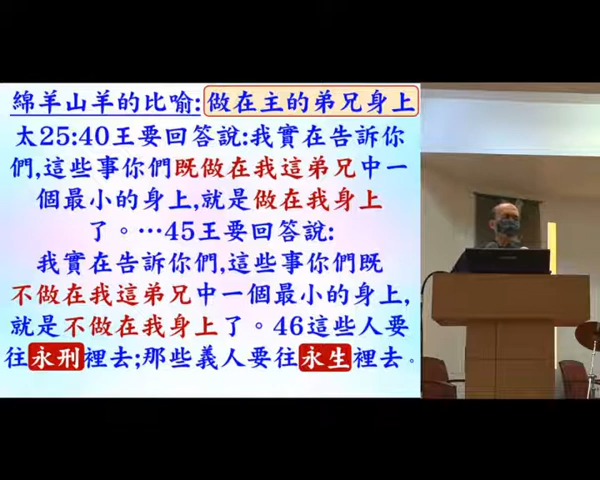 綿羊山羊的比喻:做在主的弟兄身上
太25:40王要回答說:我實在告訴你
們,這些事你們既做在我這弟兄中一
個最小的身上,就是做在我身上
了。…45王要回答說:
我實在告訴你們,這些事你們既
不做在我這弟兄中一個最小的身上,
就是不做在我身上了。46這些人要
往永刑裡去;那些義人要往永生裡去。